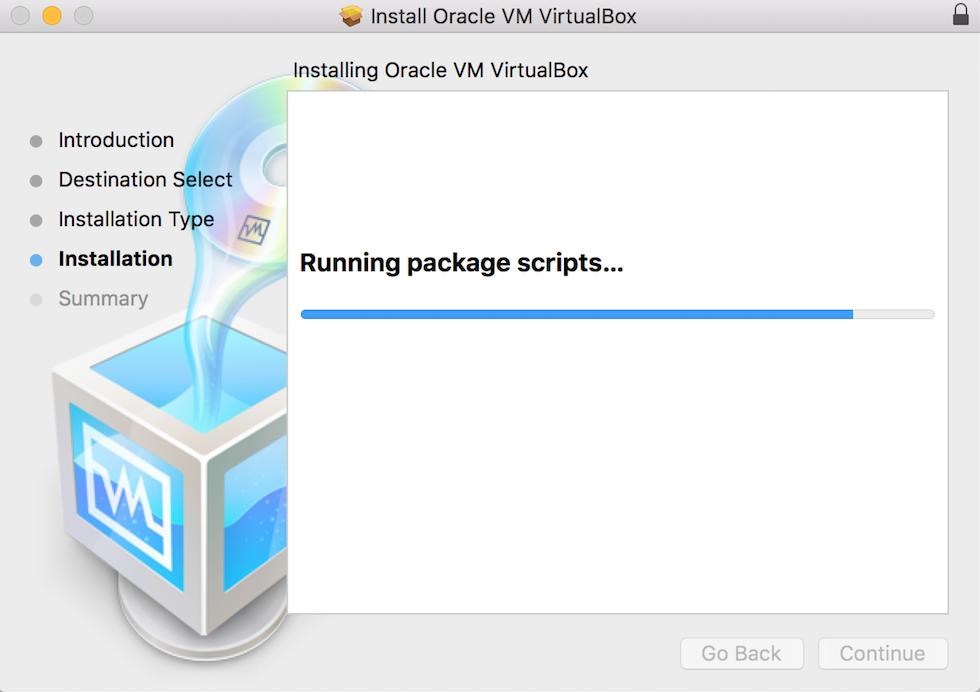 Install Oracle VM VirtualBox
Installing Oracle VM VirtualBox
Introduction
Destination Select
Installation Type
Installation
Summary
Running package scripts...
Go Back
Continue